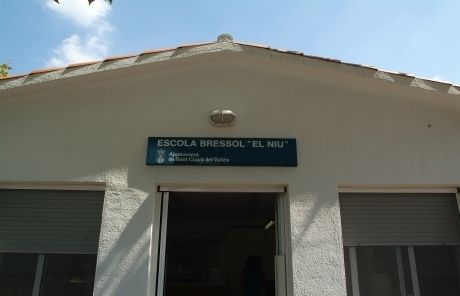 ESCOLA BRESSOL "EL NIU"
Ajuntament
de Sant Cugat del Vallès